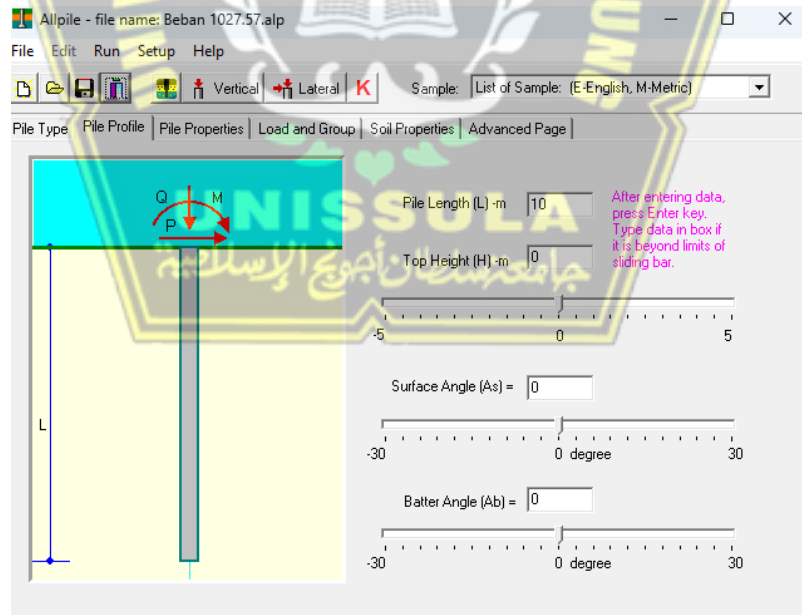 Allpile - file name: Beban 1027.57.alp
File Edit Run Setup Help
Vertical Lateral K Sample: List of Sample: (E-English, M-Metric)
Pile Type Pile Profile Pile Properties Load and Group Soil Properties Advanced Page
Q M
P
L
Pile Length (L) -m 10
After entering data,
press Enter key.
Type data in box if
it is beyond limits of
sliding bar.
Top Height (H) -m 0
-5 0 5
Surface Angle (As) = 0
-30 0 degree 30
Batter Angle (Ab) = 0
-30 0 degree 30
UNISSULA
جامعتسلطان أجونج الإسلامية